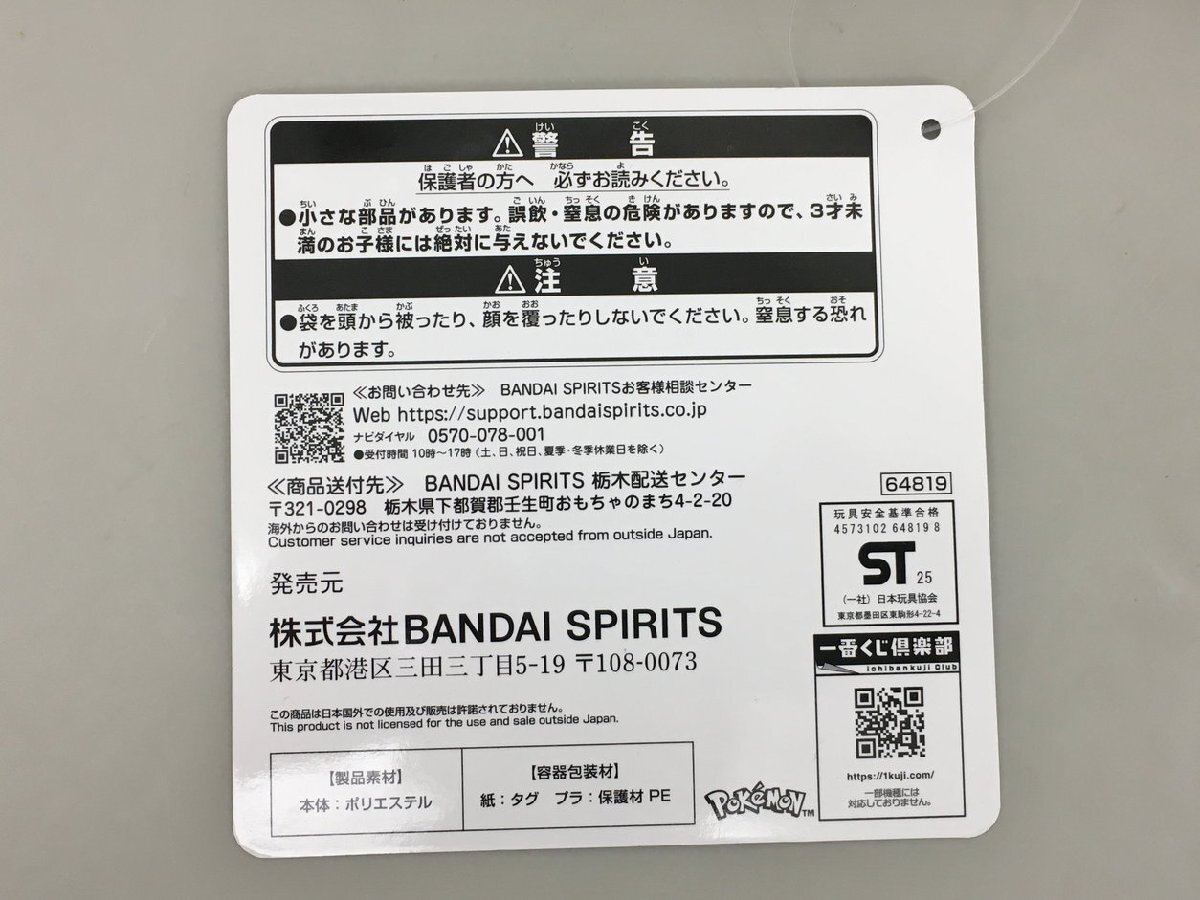 ⚠警告
保護者の方へ 必ずお読みください。
●小さな部品があります。誤飲・窒息の危険がありますので、3才未
満のお子様には絶対に与えないでください。
⚠注意
●袋を頭から被ったり、顔を覆ったりしないでください。窒息する恐れ
があります。
≪お問い合わせ先≫ BANDAI SPIRITSお客様相談センター
Web https://support.bandaispirits.co.jp
ナビダイヤル 0570-078-001
●受付時間 10時～17時(土、日、祝日、夏季・冬季休業日を除く)
≪商品送付先≫ BANDAI SPIRITS 栃木配送センター
〒321-0298 栃木県下都賀郡壬生町おもちゃのまち4-2-20
海外からのお問い合わせは受け付けておりません。
Customer service inquiries are not accepted from outside Japan.
発売元
株式会社BANDAI SPIRITS
東京都港区三田三丁目5-19 〒108-0073
この商品は日本国外での使用及び販売は許諾されておりません。
This product is not licensed for the use and sale outside Japan.
【製品素材】
本体：ポリエステル
【容器包装材】
紙：タグ プラ：保護材 PE
POKéMON™
64819
玩具安全基準合格
4573102 64819 8
ST 25
(一社)日本玩具協会
東京都墨田区東駒形4-22-4
一番くじ倶楽部
Ichibankuji Club
https://1kuji.com/
一部機種には
対応しておりません。